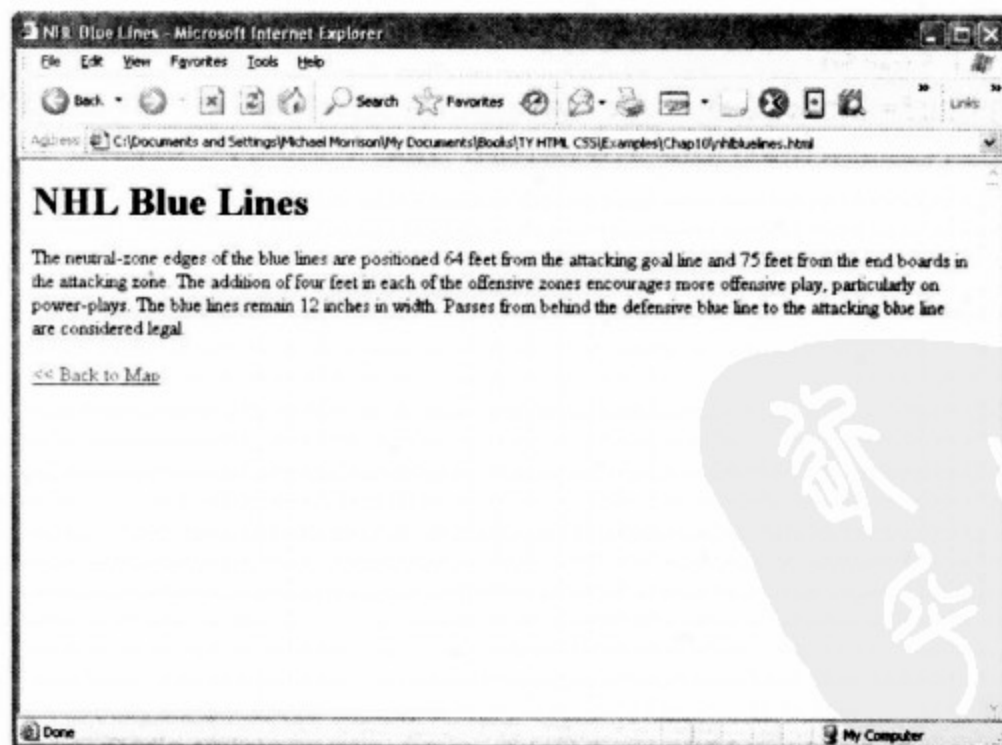 NHL Blue Lines - Microsoft Internet Explorer
File Edit View Favorites Tools Help
Back Search Favorites Links
Address C:\Documents and Settings\Michael Morrison\My Documents\Books\TY HTML CSS\Examples\Chap10\nhlbluelines.html
NHL Blue Lines
The neutral-zone edges of the blue lines are positioned 64 feet from the attacking goal line and 75 feet from the end boards in
the attacking zone. The addition of four feet in each of the offensive zones encourages more offensive play, particularly on
power-plays. The blue lines remain 12 inches in width. Passes from behind the defensive blue line to the attacking blue line
are considered legal.
<< Back to Map
Done My Computer